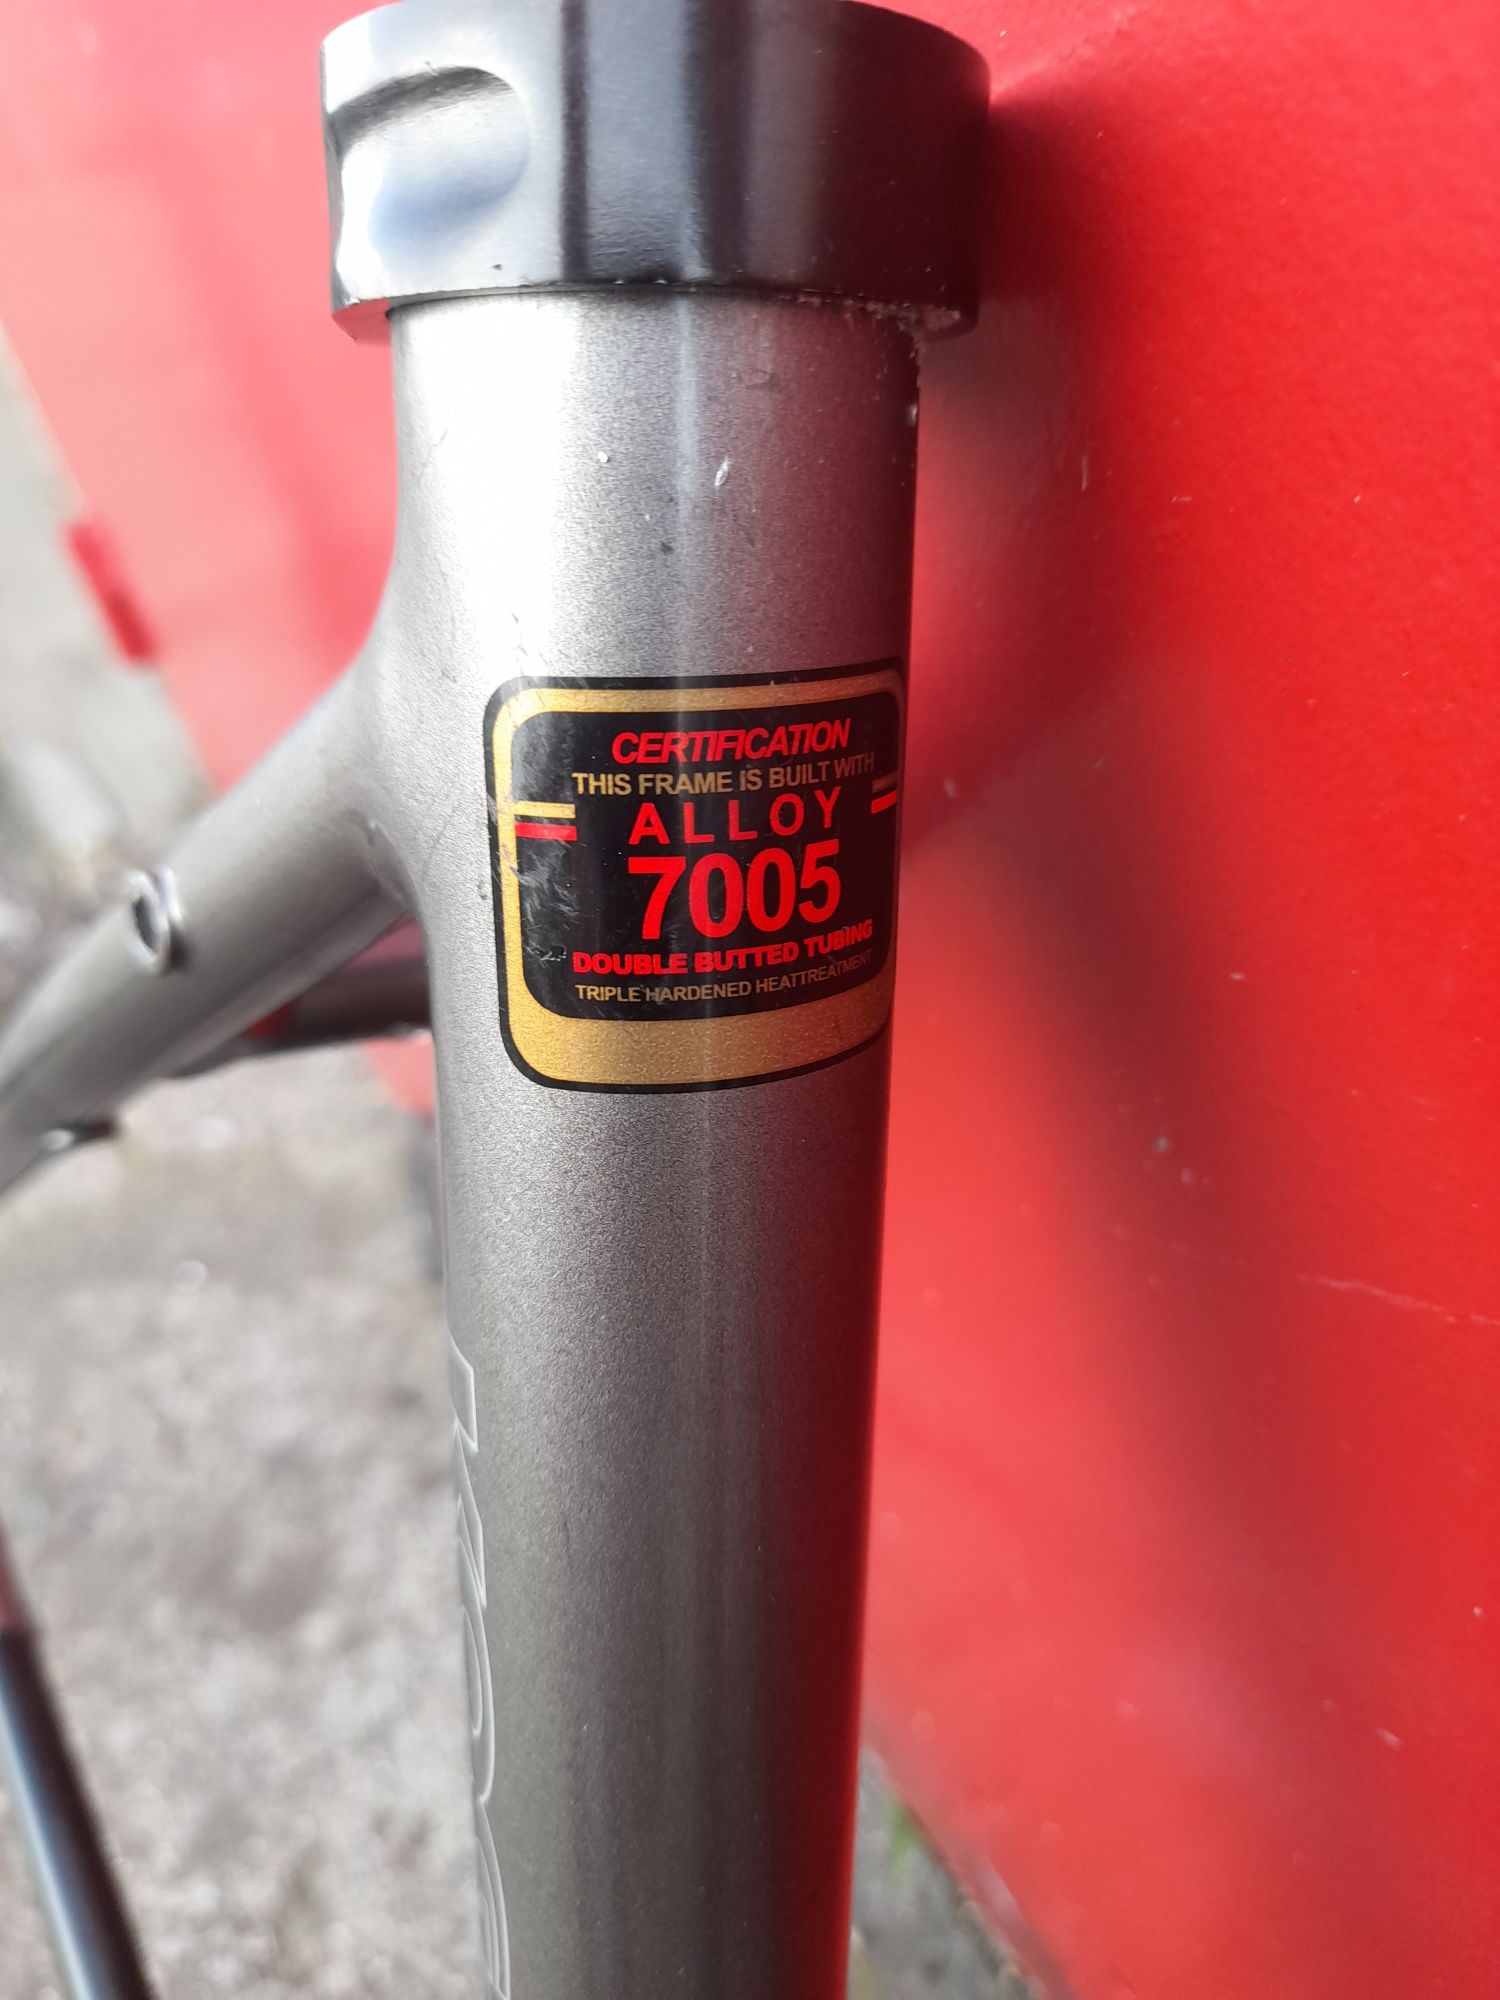 CERTIFICATION
THIS FRAME IS BUILT WITH
ALLOY
7005
DOUBLE BUTTED TUBING
TRIPLE HARDENED HEATTREATMENT